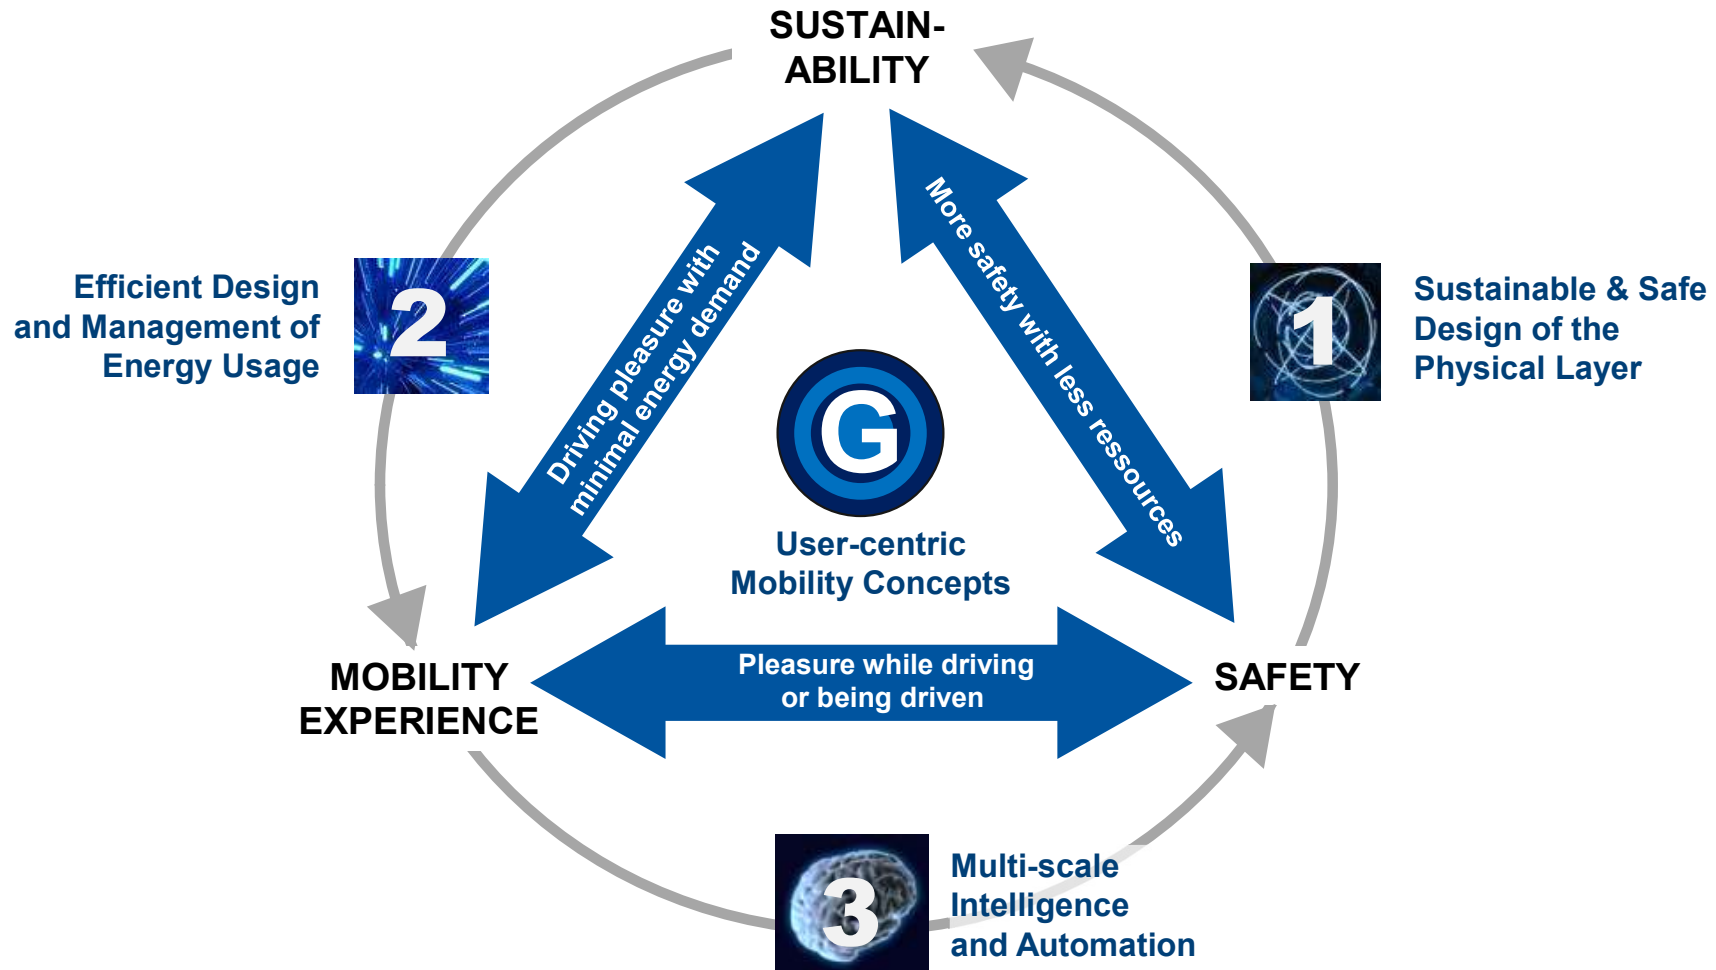 SUSTAIN-
ABILITY
More safety with less ressources
Driving pleasure with
minimal energy demand
2
Efficient Design
and Management of
Energy Usage
1
Sustainable & Safe
Design of the
Physical Layer
G
User-centric
Mobility Concepts
MOBILITY
EXPERIENCE
Pleasure while driving
or being driven
SAFETY
3
Multi-scale
Intelligence
and Automation